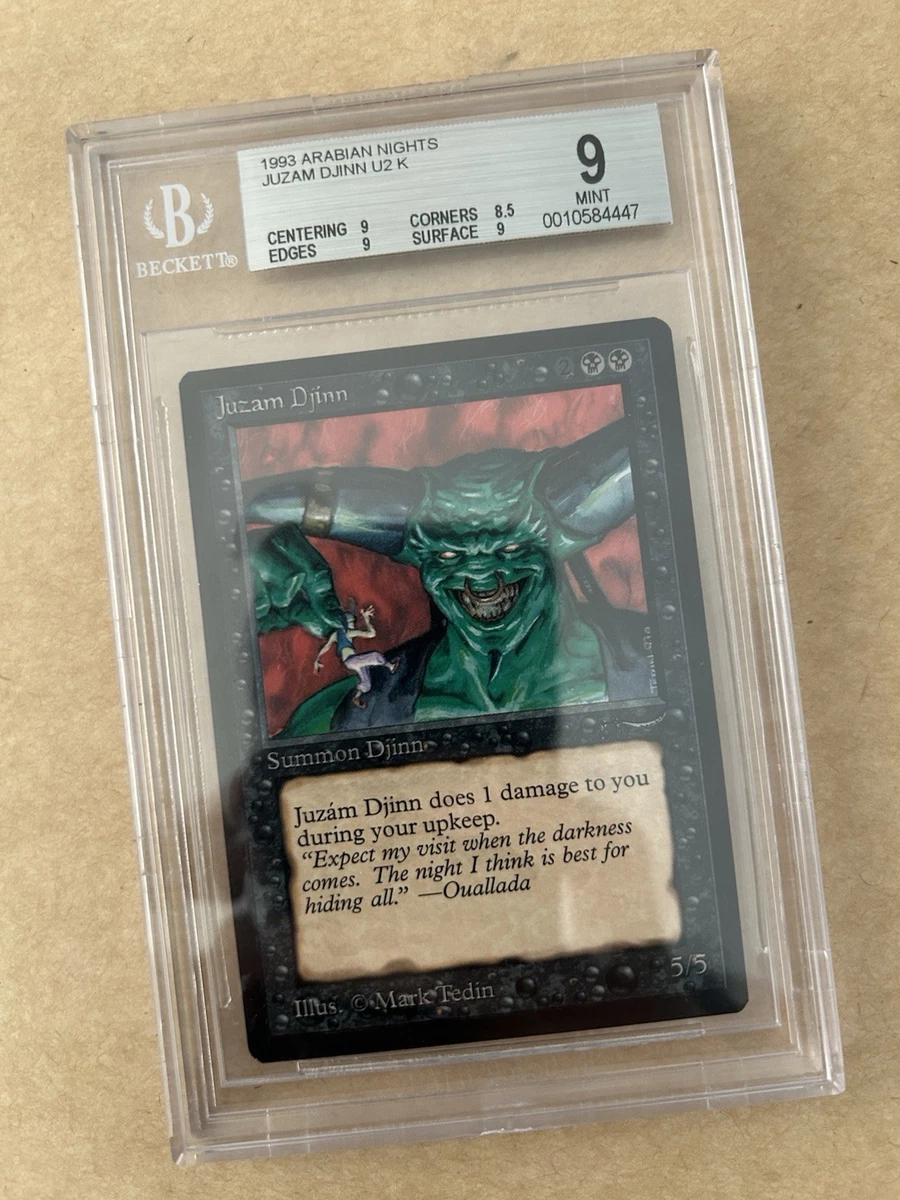 1993 ARABIAN NIGHTS
JUZAM DJINN U2 K
9
MINT
0010584447
CENTERING 9
CORNERS 8.5
EDGES 9
SURFACE 9
B
BECKETT®
Juzam Djinn
2
Summon Djinn
Juzám Djinn does 1 damage to you
during your upkeep.
“Expect my visit when the darkness
comes. The night I think is best for
hiding all.” —Ouallada
5/5
Illus. © Mark Tedin